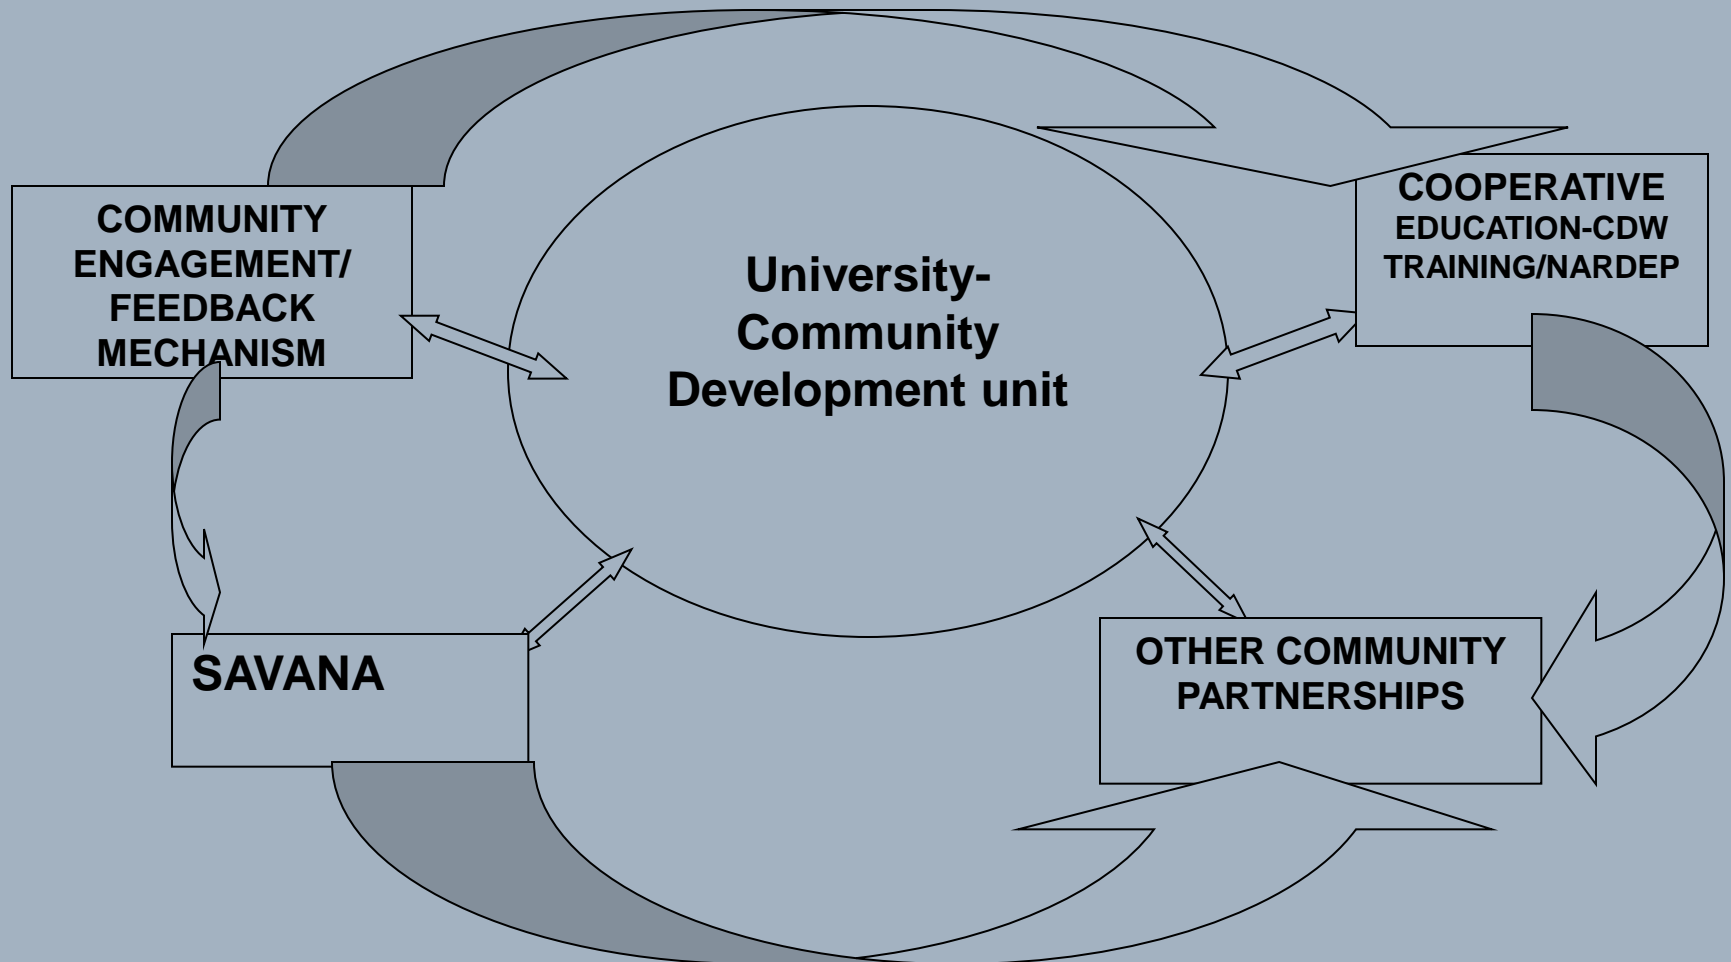 COMMUNITY
ENGAGEMENT/
FEEDBACK
MECHANISM
University-
Community
Development unit
COOPERATIVE
EDUCATION-CDW
TRAINING/NARDEP
SAVANA
OTHER COMMUNITY
PARTNERSHIPS